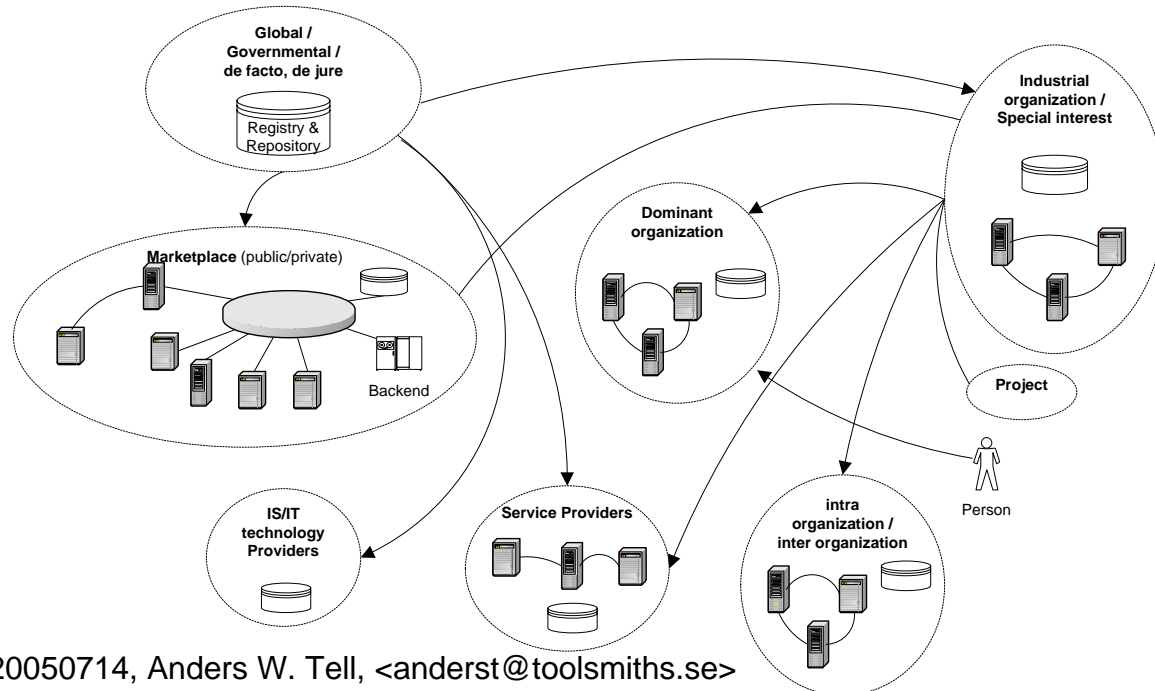 Global /
Governmental /
de facto, de jure
Registry &
Repository
Industrial
organization /
Special interest
Dominant
organization
Marketplace (public/private)
Backend
Project
Person
IS/IT
technology
Providers
Service Providers
intra
organization /
inter organization
20050714, Anders W. Tell, <anderst@toolsmiths.se>